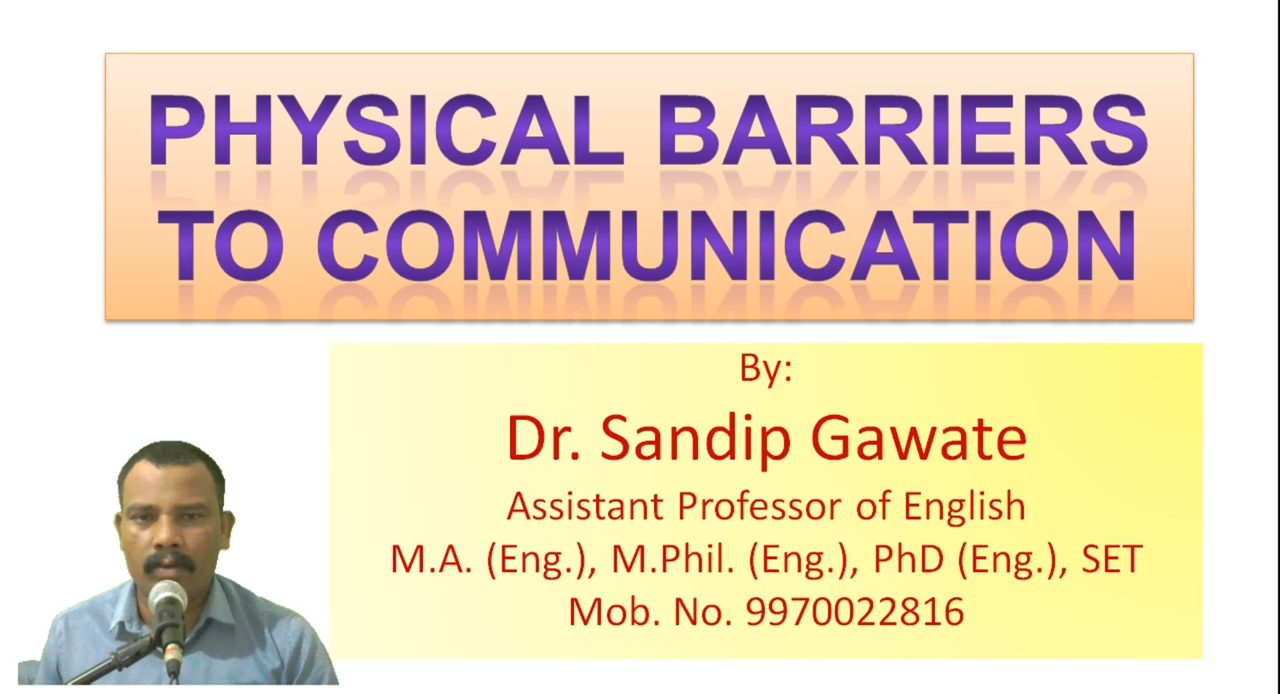 PHYSICAL BARRIERS
TO COMMUNICATION
By:
Dr. Sandip Gawate
Assistant Professor of English
M.A. (Eng.), M.Phil. (Eng.), PhD (Eng.), SET
Mob. No. 9970022816